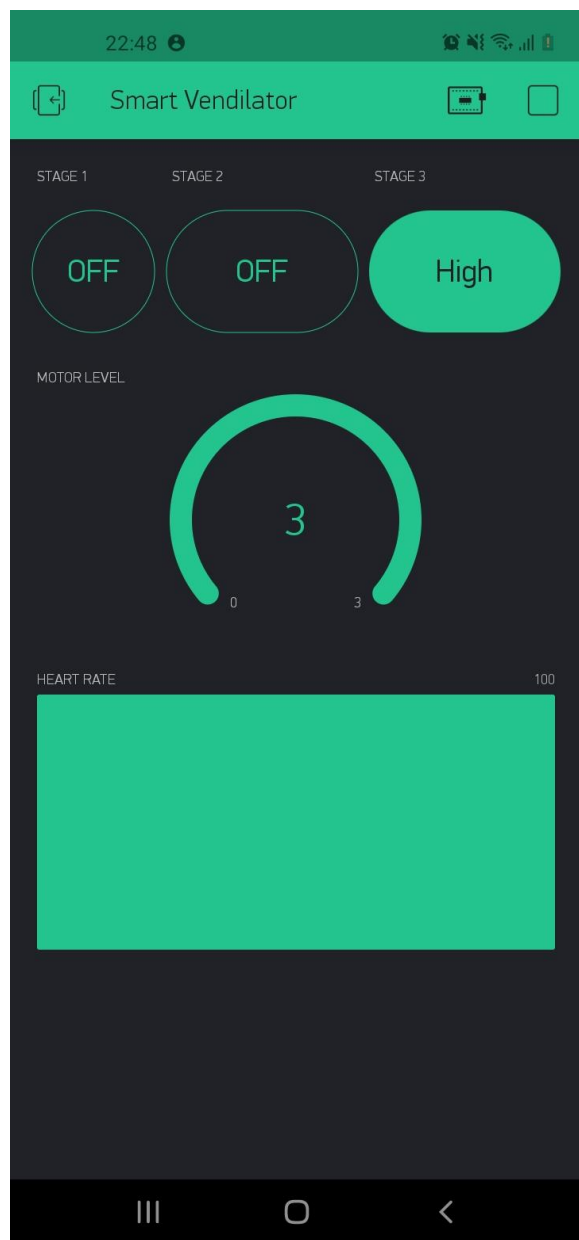 22:48
Smart Vendilator
STAGE 1 STAGE 2 STAGE 3
OFF OFF High
MOTOR LEVEL
3
0 3
HEART RATE 100